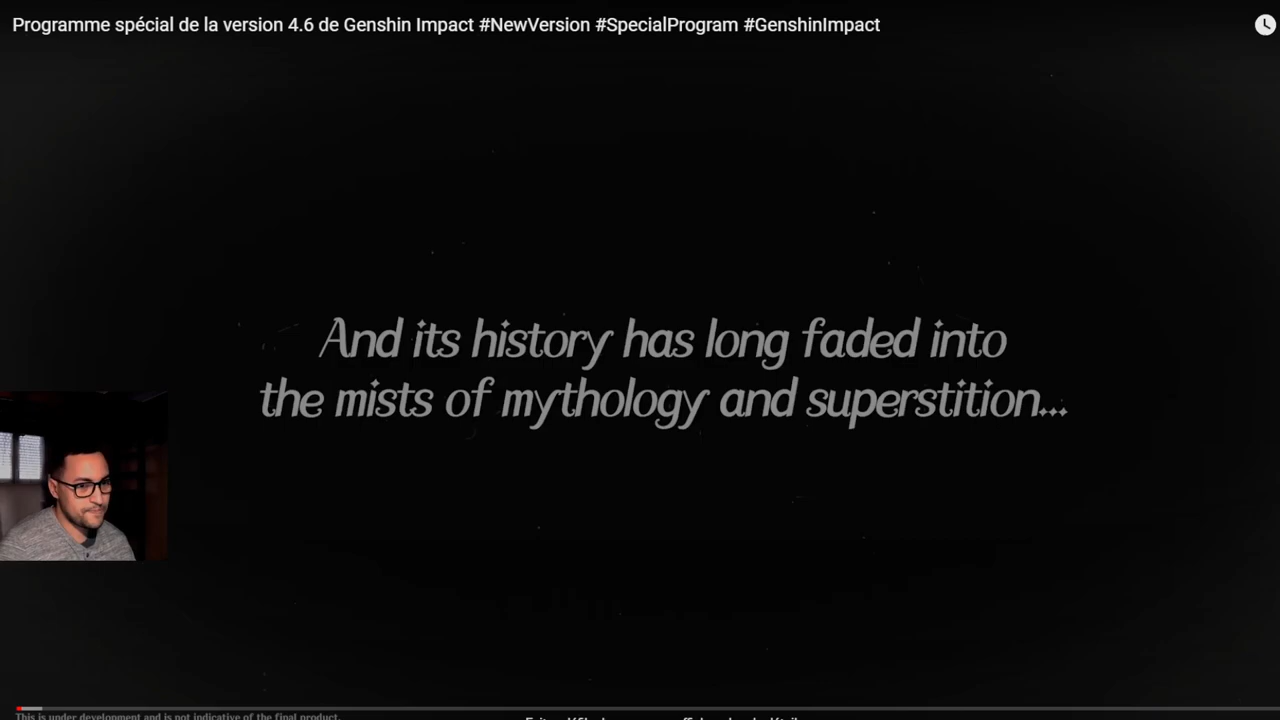 Programme spécial de la version 4.6 de Genshin Impact #NewVersion #SpecialProgram #GenshinImpact
And its history has long faded into
the mists of mythology and superstition...
This is under development and is not indicative of the final product.